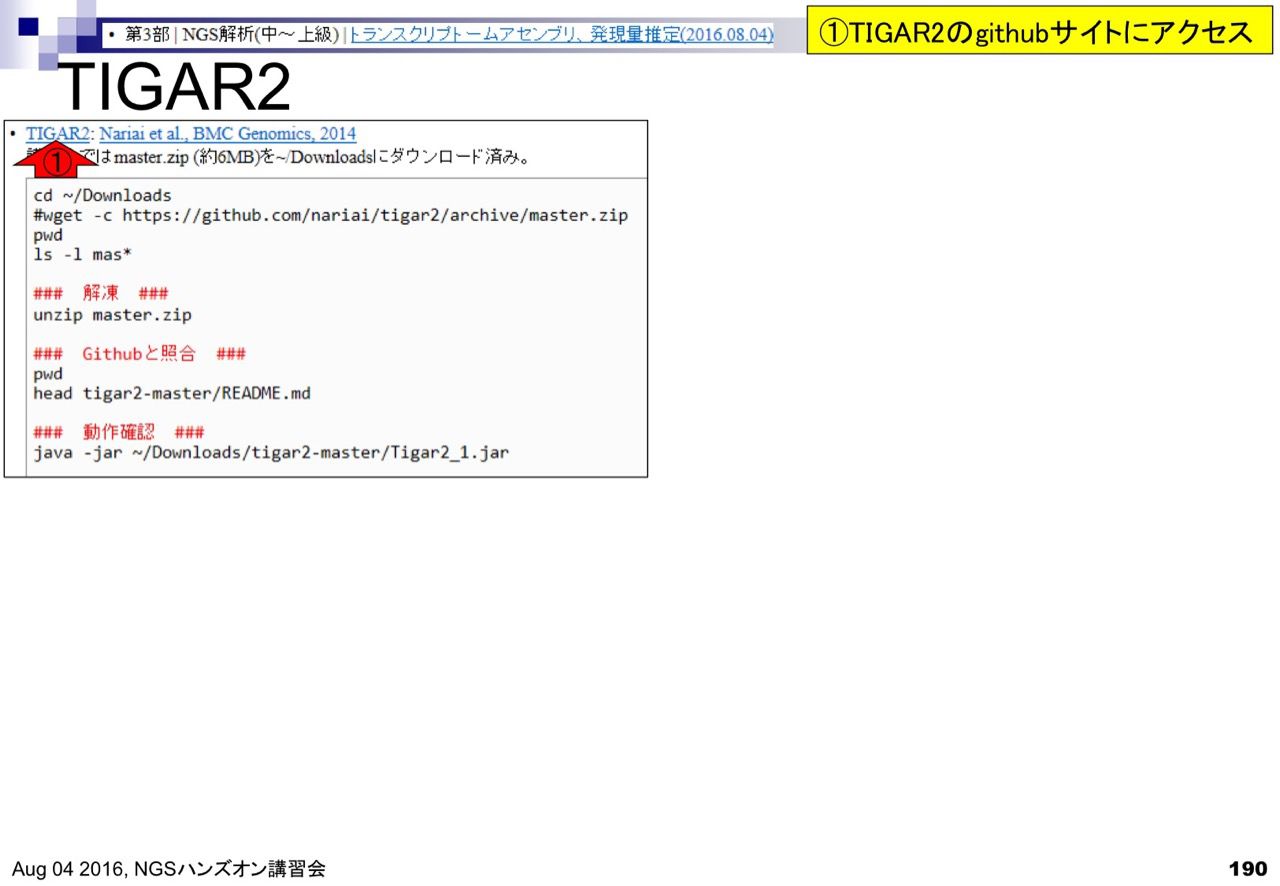 • 第3部 | NGS解析(中～上級) | トランスクリプトームアセンブリ、発現量推定(2016.08.04)
①TIGAR2のgithubサイトにアクセス
TIGAR2
• TIGAR2: Nariai et al., BMC Genomics, 2014
ではmaster.zip (約6MB)を~/Downloadsにダウンロード済み。
①
cd ~/Downloads
#wget -c https://github.com/nariai/tigar2/archive/master.zip
pwd
ls -l mas*
### 解凍 ###
unzip master.zip
### Githubと照合 ###
pwd
head tigar2-master/README.md
### 動作確認 ###
java -jar ~/Downloads/tigar2-master/Tigar2_1.jar
Aug 04 2016, NGSハンズオン講習会
190